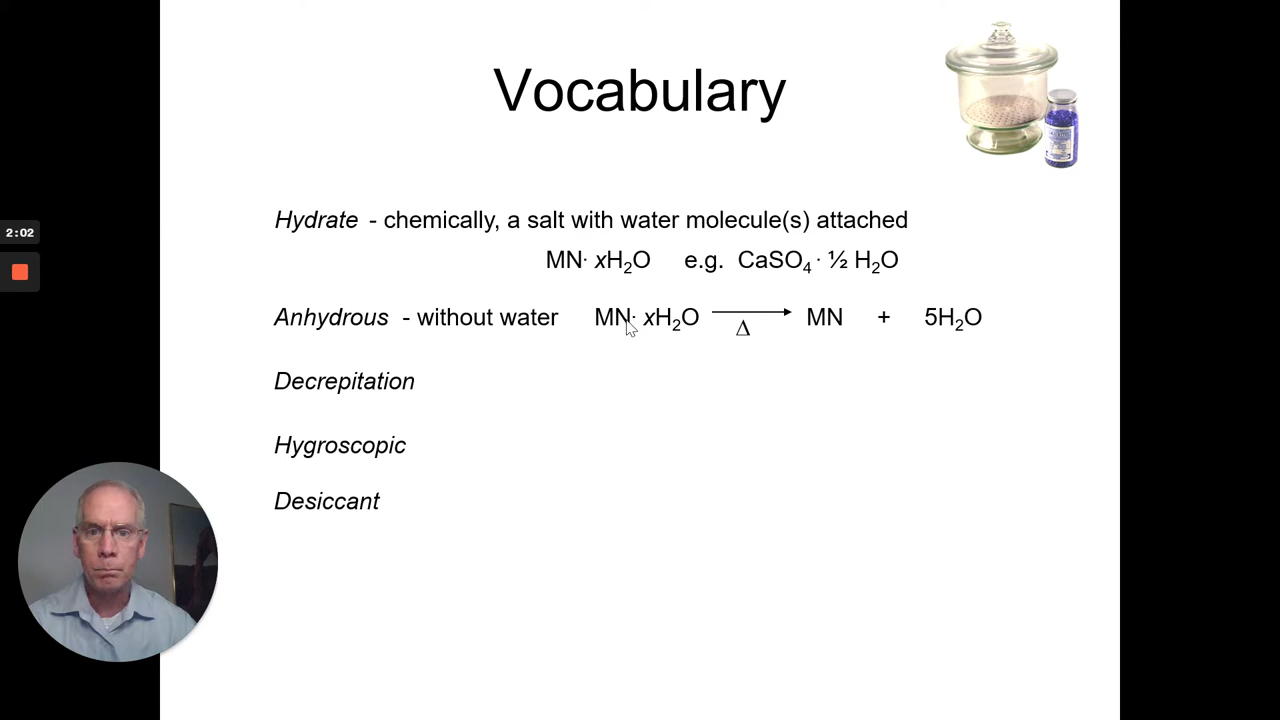 Vocabulary
2:02
Hydrate - chemically, a salt with water molecule(s) attached
MN· xH₂O e.g. CaSO₄ · ½ H₂O
Anhydrous - without water MN· xH₂O ⟶ MN + 5H₂O
Δ
Decrepitation
Hygroscopic
Desiccant